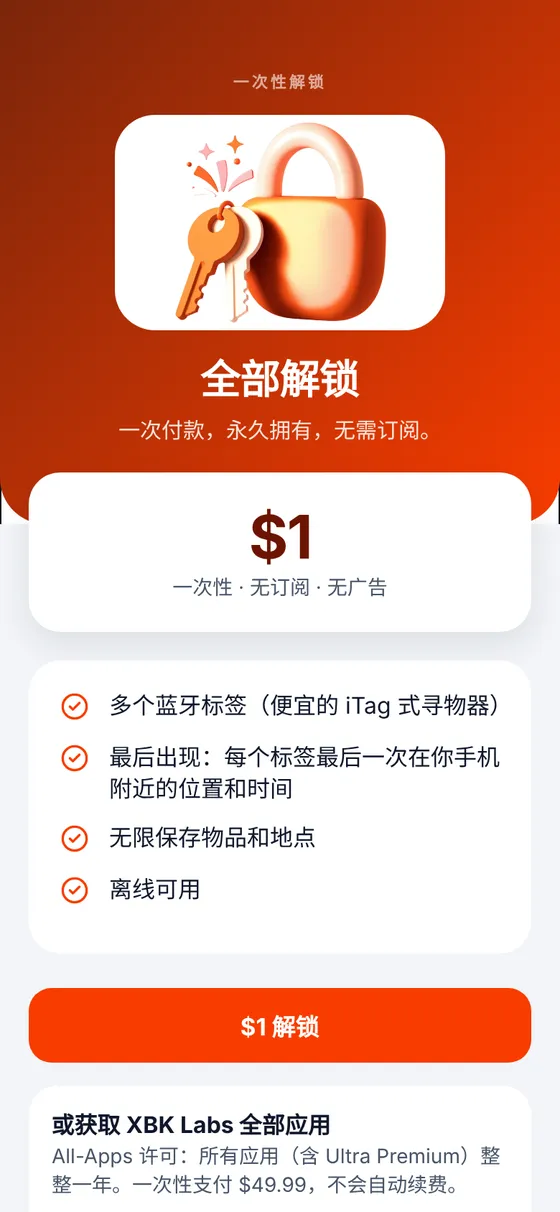 一次性解锁
全部解锁
一次付款，永久拥有，无需订阅。
$1
一次性 · 无订阅 · 无广告
多个蓝牙标签（便宜的 iTag 式寻物器）
最后出现：每个标签最后一次在你手机
附近的位置和时间
无限保存物品和地点
离线可用
$1 解锁
或获取 XBK Labs 全部应用
All-Apps 许可：所有应用（含 Ultra Premium）整
整一年。一次性支付 $49.99，不会自动续费。